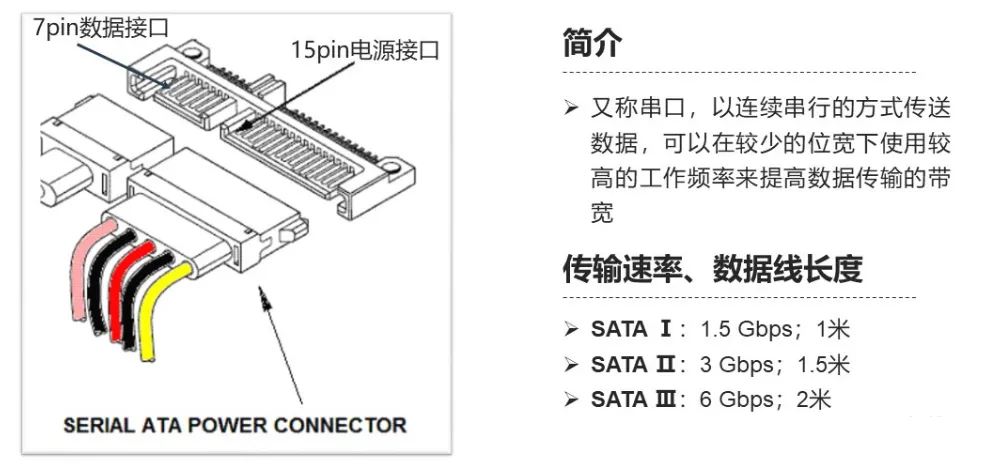 7pin数据接口
15pin电源接口
SERIAL ATA POWER CONNECTOR
简介
➢ 又称串口，以连续串行的方式传送
数据，可以在较少的位宽下使用较
高的工作频率来提高数据传输的带
宽
传输速率、数据线长度
➢ SATA Ⅰ：1.5 Gbps；1米
➢ SATA Ⅱ：3 Gbps；1.5米
➢ SATA Ⅲ：6 Gbps；2米